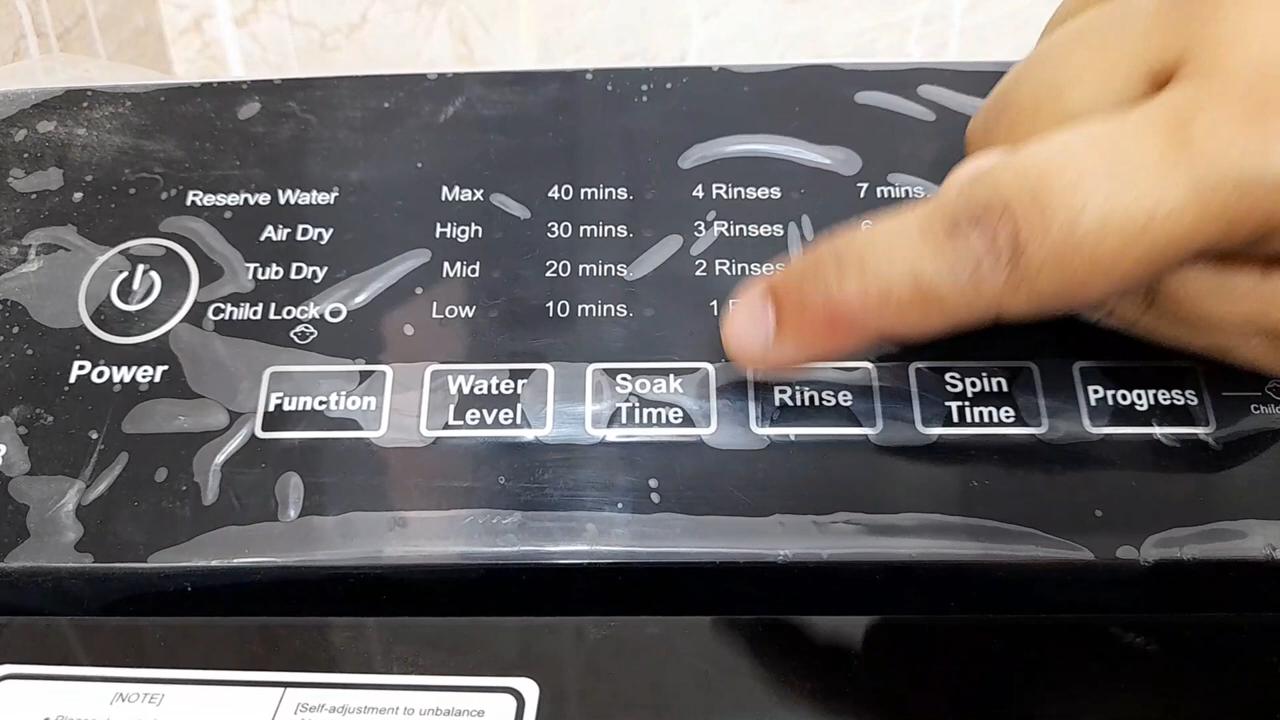 Reserve Water Max 40 mins. 4 Rinses 7 mins.
Air Dry High 30 mins. 3 Rinses
Tub Dry Mid 20 mins. 2 Rinses
Child Lock Low 10 mins. 1
Power
Function Water Level Soak Time Rinse Spin Time Progress
[NOTE]
[Self-adjustment to unbalance